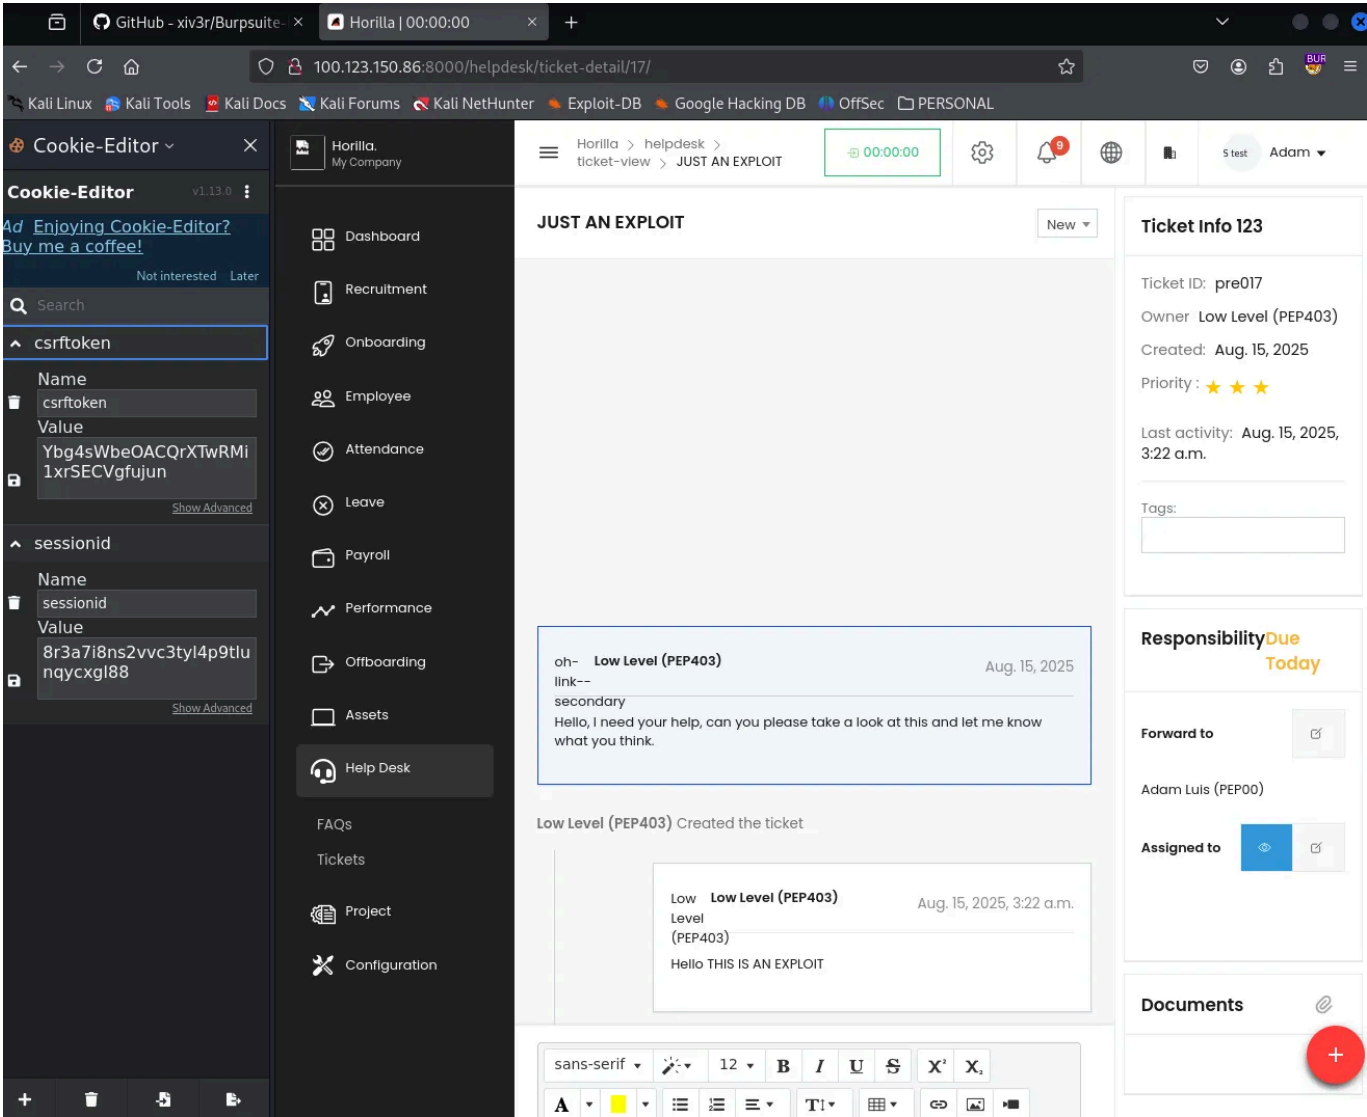 GitHub - xiv3r/Burpsuite-
Horilla | 00:00:00
100.123.150.86:8000/helpdesk/ticket-detail/17/
BUR
Kali Linux Kali Tools Kali Docs Kali Forums Kali NetHunter Exploit-DB Google Hacking DB OffSec PERSONAL
Cookie-Editor
Cookie-Editor v1.13.0
Ad Enjoying Cookie-Editor?
Buy me a coffee!
Not interested Later
Search
csrftoken
Name
csrftoken
Value
Ybg4sWbeOACQrXTwRMi
1xrSECVgfujun
Show Advanced
sessionid
Name
sessionid
Value
8r3a7i8ns2vvc3tyl4p9tlu
nqycxgl88
Show Advanced
Horilla.
My Company
Dashboard
Recruitment
Onboarding
Employee
Attendance
Leave
Payroll
Performance
Offboarding
Assets
Help Desk
FAQs
Tickets
Project
Configuration
Horilla > helpdesk >
ticket-view > JUST AN EXPLOIT
00:00:00
9
S test
Adam
JUST AN EXPLOIT
New
oh-
link--
secondary
Low Level (PEP403)
Aug. 15, 2025
Hello, I need your help, can you please take a look at this and let me know
what you think.
Low Level (PEP403) Created the ticket
Low
Level
(PEP403)
Low Level (PEP403)
Aug. 15, 2025, 3:22 a.m.
Hello THIS IS AN EXPLOIT
sans-serif 12 B I U S X² X₂
A T
Ticket Info 123
Ticket ID: pre017
Owner Low Level (PEP403)
Created: Aug. 15, 2025
Priority :
Last activity: Aug. 15, 2025,
3:22 a.m.
Tags:
Responsibility Due
Today
Forward to
Adam Luis (PEP00)
Assigned to
Documents
+